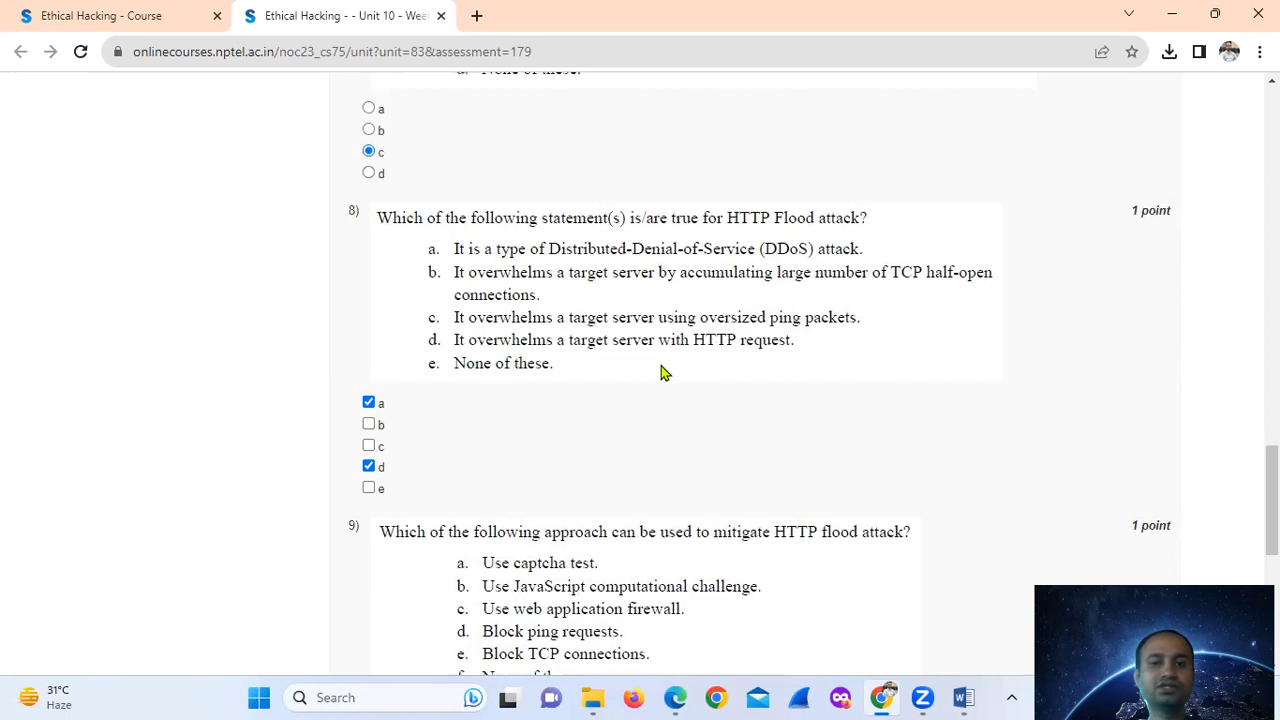 Ethical Hacking - Course
Ethical Hacking - - Unit 10 - Wee
onlinecourses.nptel.ac.in/noc23_cs75/unit?unit=83&assessment=179
a
b
c
d
8)
Which of the following statement(s) is/are true for HTTP Flood attack?
1 point
a. It is a type of Distributed-Denial-of-Service (DDoS) attack.
b. It overwhelms a target server by accumulating large number of TCP half-open
connections.
c. It overwhelms a target server using oversized ping packets.
d. It overwhelms a target server with HTTP request.
e. None of these.
a
b
c
d
e
9)
Which of the following approach can be used to mitigate HTTP flood attack?
1 point
a. Use captcha test.
b. Use JavaScript computational challenge.
c. Use web application firewall.
d. Block ping requests.
e. Block TCP connections.
31°C
Haze
Search